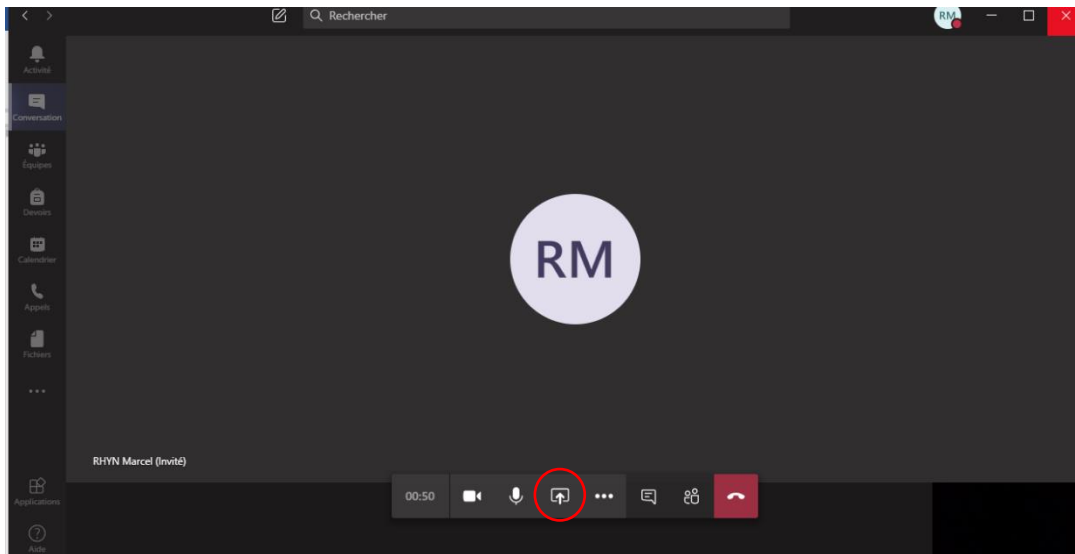 Rechercher
RM
Activité
Conversation
Équipes
Devoirs
Calendrier
Appels
Fichiers
RM
RHYN Marcel (Invité)
00:50
Applications
Aide